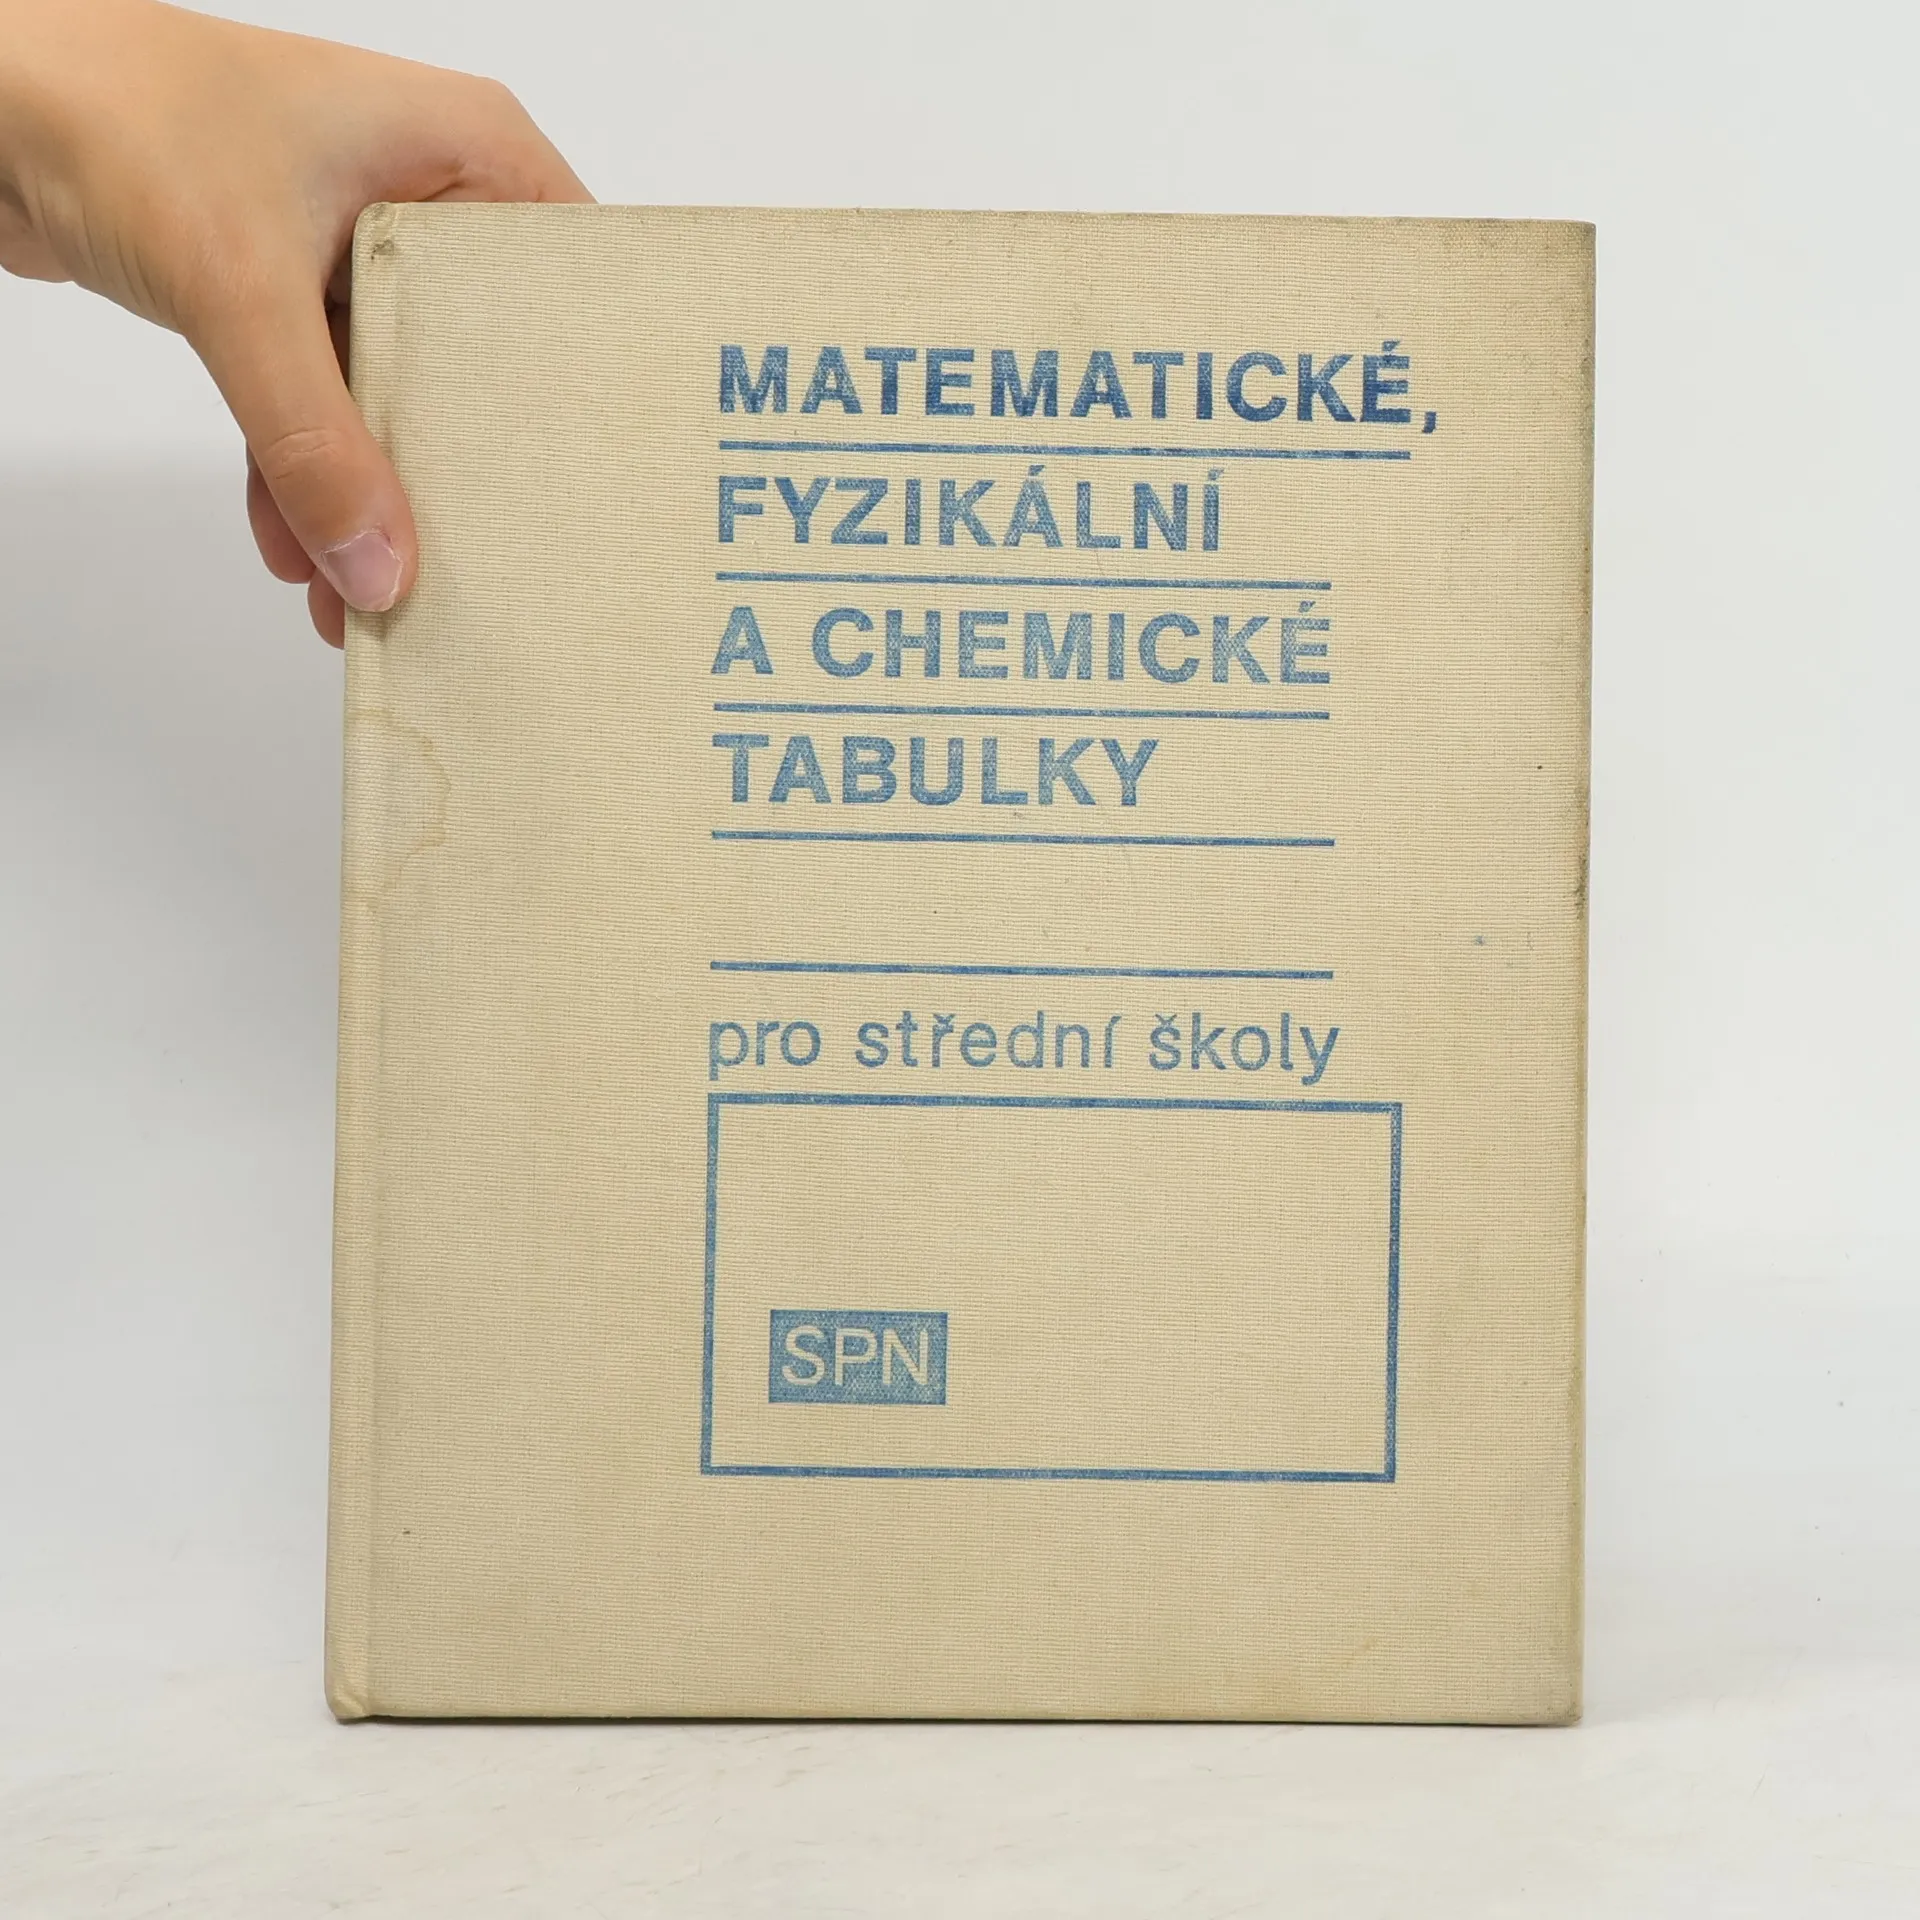 MATEMATICKÉ,
FYZIKÁLNÍ
A CHEMICKÉ
TABULKY
pro střední školy
SPN